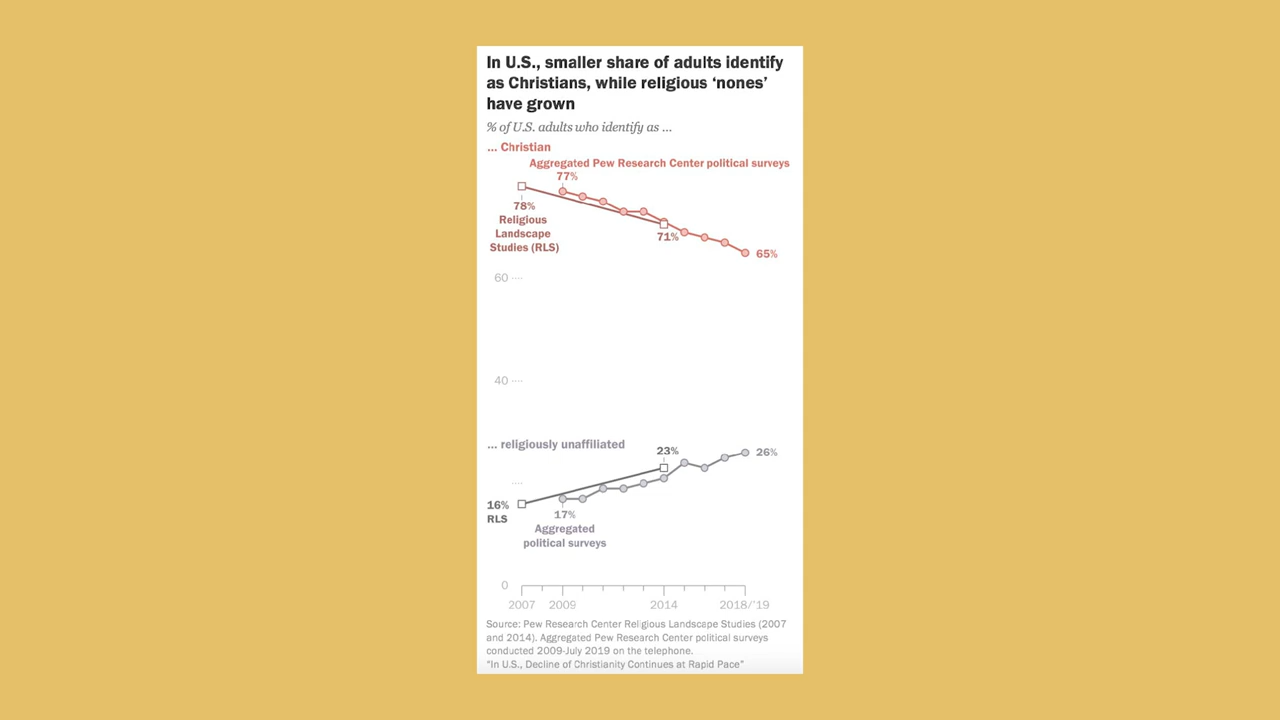 In U.S., smaller share of adults identify
as Christians, while religious ‘nones’
have grown
% of U.S. adults who identify as ...
... Christian
Aggregated Pew Research Center political surveys
77%
78%
Religious
Landscape
Studies (RLS)
71%
65%
60
40
... religiously unaffiliated
23%
26%
16%
RLS
17%
Aggregated
political surveys
0
2007 2009 2014 2018/'19
Source: Pew Research Center Religious Landscape Studies (2007
and 2014). Aggregated Pew Research Center political surveys
conducted 2009-July 2019 on the telephone.
“In U.S., Decline of Christianity Continues at Rapid Pace”